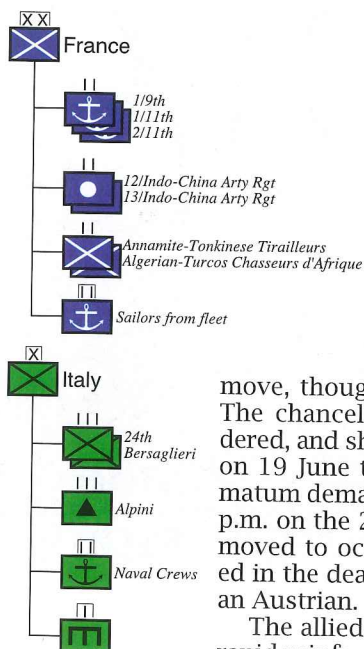 XX
France
II
1/9th
1/11th
2/11th
II
12/Indo-China Arty Rgt
13/Indo-China Arty Rgt
II
Annamite-Tonkinese Tirailleurs
Algerian-Turcos Chasseurs d'Afrique
II
Sailors from fleet
X
Italy
III
24th
Bersaglieri
III
Alpini
II
Naval Crews
I
move, thoug
The chancel
dered, and sh
on 19 June t
matum dema
p.m. on the 2
moved to oc
ed in the dea
an Austrian.
The allied